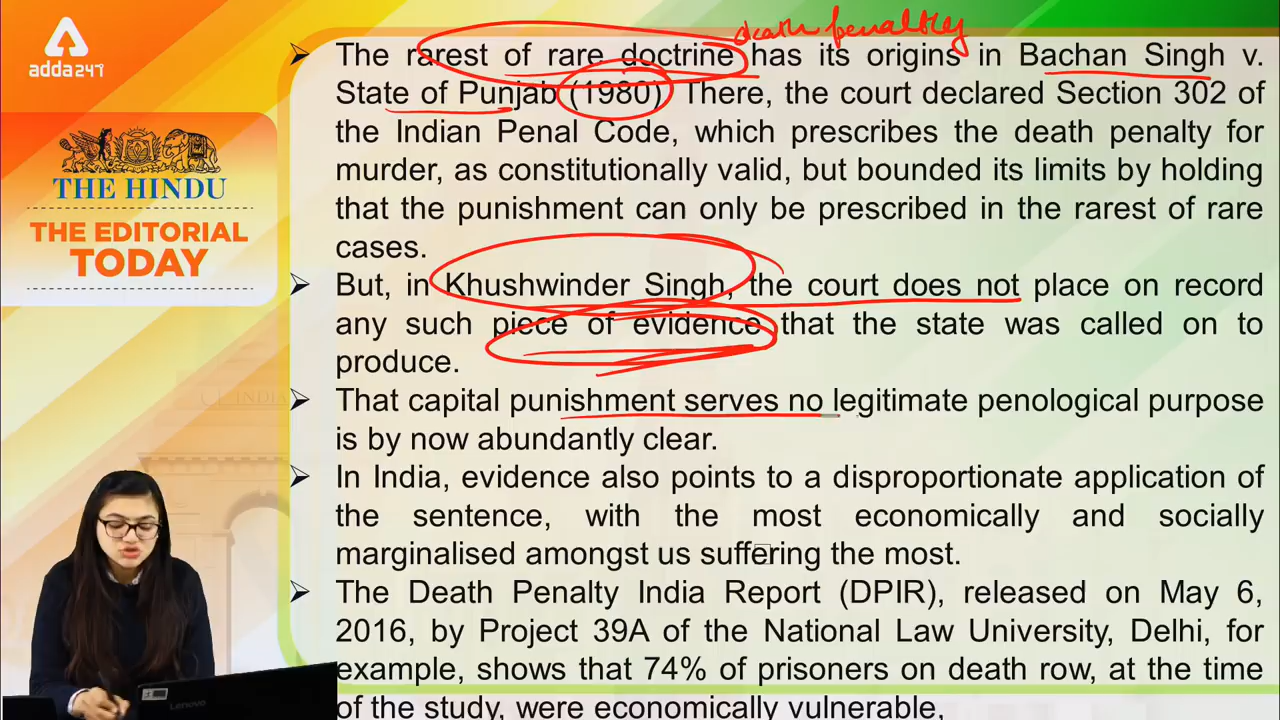 adda247
THE HINDU
THE EDITORIAL
TODAY
death penaltly
➤ The rarest of rare doctrine has its origins in Bachan Singh v.
State of Punjab (1980) There, the court declared Section 302 of
the Indian Penal Code, which prescribes the death penalty for
murder, as constitutionally valid, but bounded its limits by holding
that the punishment can only be prescribed in the rarest of rare
cases.
➤ But, in Khushwinder Singh, the court does not place on record
any such piece of evidence that the state was called on to
produce.
➤ That capital punishment serves no legitimate penological purpose
is by now abundantly clear.
➤ In India, evidence also points to a disproportionate application of
the sentence, with the most economically and socially
marginalised amongst us suffering the most.
➤ The Death Penalty India Report (DPIR), released on May 6,
2016, by Project 39A of the National Law University, Delhi, for
example, shows that 74% of prisoners on death row, at the time
of the study, were economically vulnerable,
Lenovo